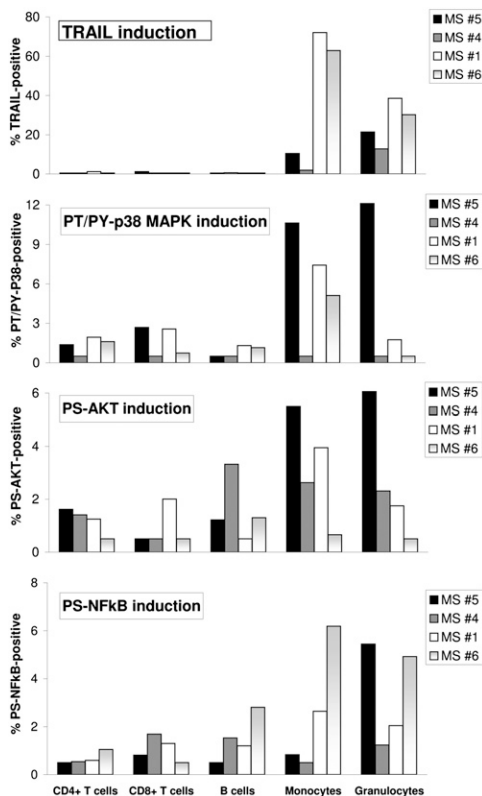 TRAIL induction
% TRAIL-positive
80
60
40
20
0
MS #5
MS #4
MS #1
MS #6
PT/PY-p38 MAPK induction
% PT/PY-P38-positive
12
9
6
3
0
MS #5
MS #4
MS #1
MS #6
PS-AKT induction
% PS-AKT-positive
6
4
2
0
MS #5
MS #4
MS #1
MS #6
PS-NFkB induction
% PS-NFkB-positive
8
6
4
2
0
MS #5
MS #4
MS #1
MS #6
CD4+ T cells CD8+ T cells B cells Monocytes Granulocytes